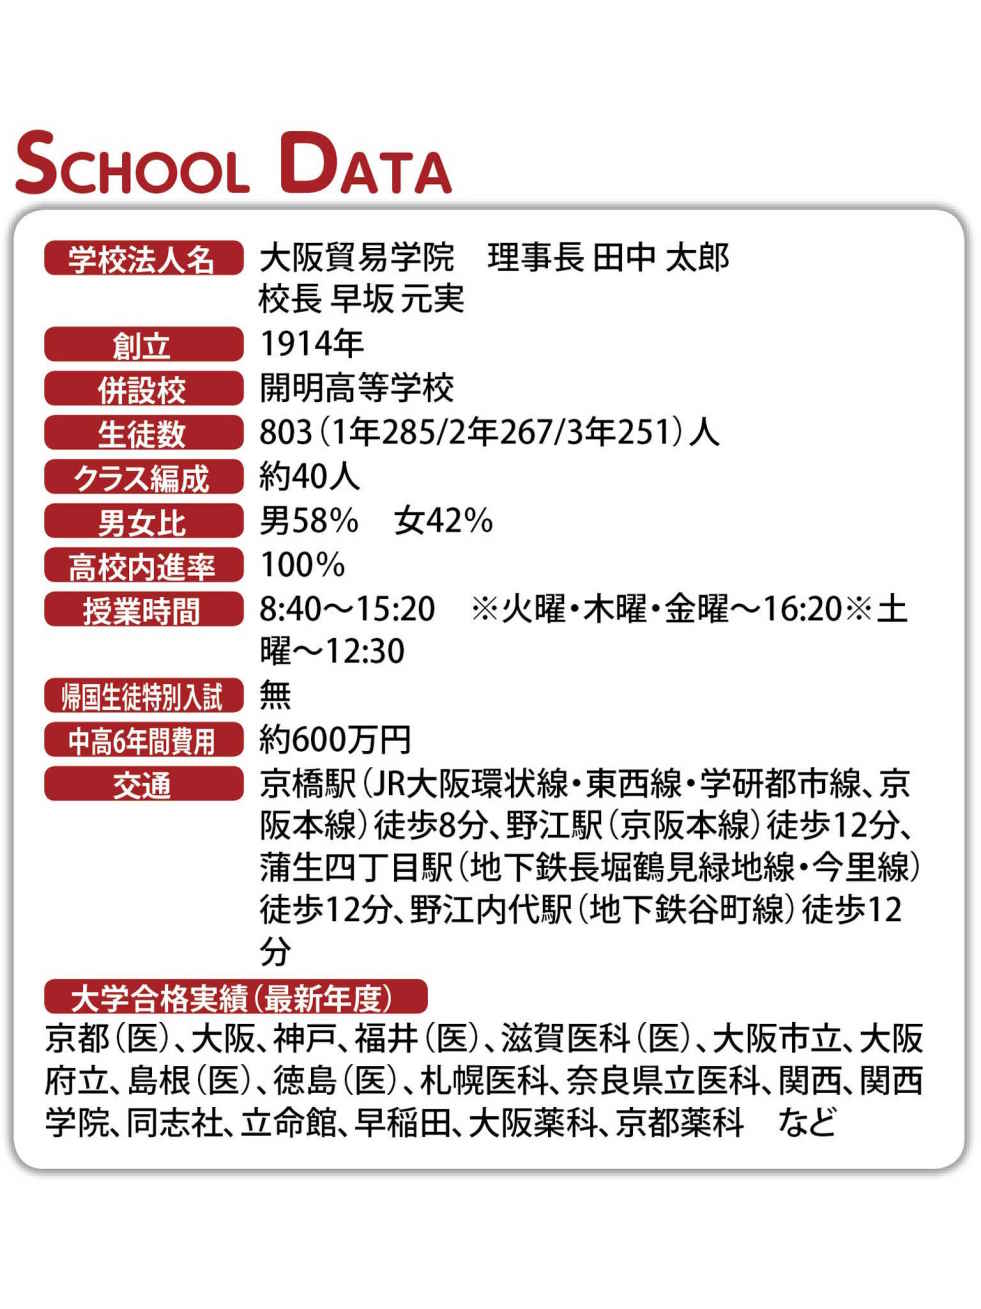 SCHOOL DATA
学校法人名 大阪貿易学院　理事長 田中 太郎
校長 早坂 元実
創立 1914年
併設校 開明高等学校
生徒数 803（1年285/2年267/3年251）人
クラス編成 約40人
男女比 男58%　女42%
高校内進率 100%
授業時間 8:40〜15:20　※火曜・木曜・金曜〜16:20※土
曜〜12:30
帰国生徒特別入試 無
中高6年間費用 約600万円
交通 京橋駅（JR大阪環状線・東西線・学研都市線、京
阪本線）徒歩8分、野江駅（京阪本線）徒歩12分、
蒲生四丁目駅（地下鉄長堀鶴見緑地線・今里線）
徒歩12分、野江内代駅（地下鉄谷町線）徒歩12
分
大学合格実績（最新年度）
京都（医）、大阪、神戸、福井（医）、滋賀医科（医）、大阪市立、大阪
府立、島根（医）、徳島（医）、札幌医科、奈良県立医科、関西、関西
学院、同志社、立命館、早稲田、大阪薬科、京都薬科　など